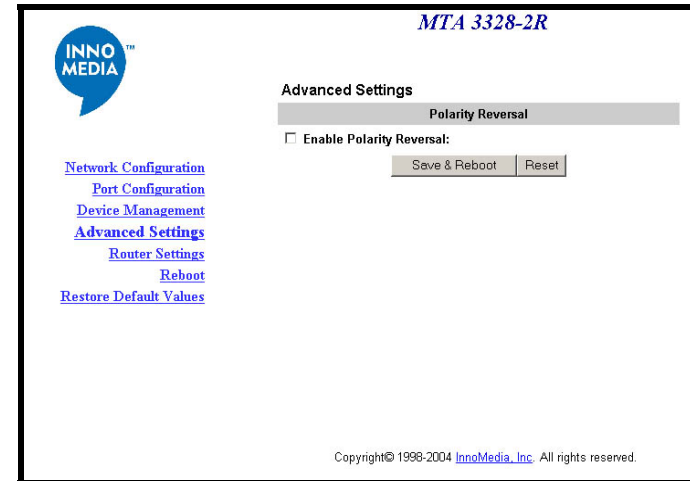 MTA 3328-2R
INNO ™
MEDIA
Advanced Settings
Polarity Reversal
Enable Polarity Reversal:
Save & Reboot Reset
Network Configuration
Port Configuration
Device Management
Advanced Settings
Router Settings
Reboot
Restore Default Values
Copyright© 1998-2004 InnoMedia, Inc. All rights reserved.